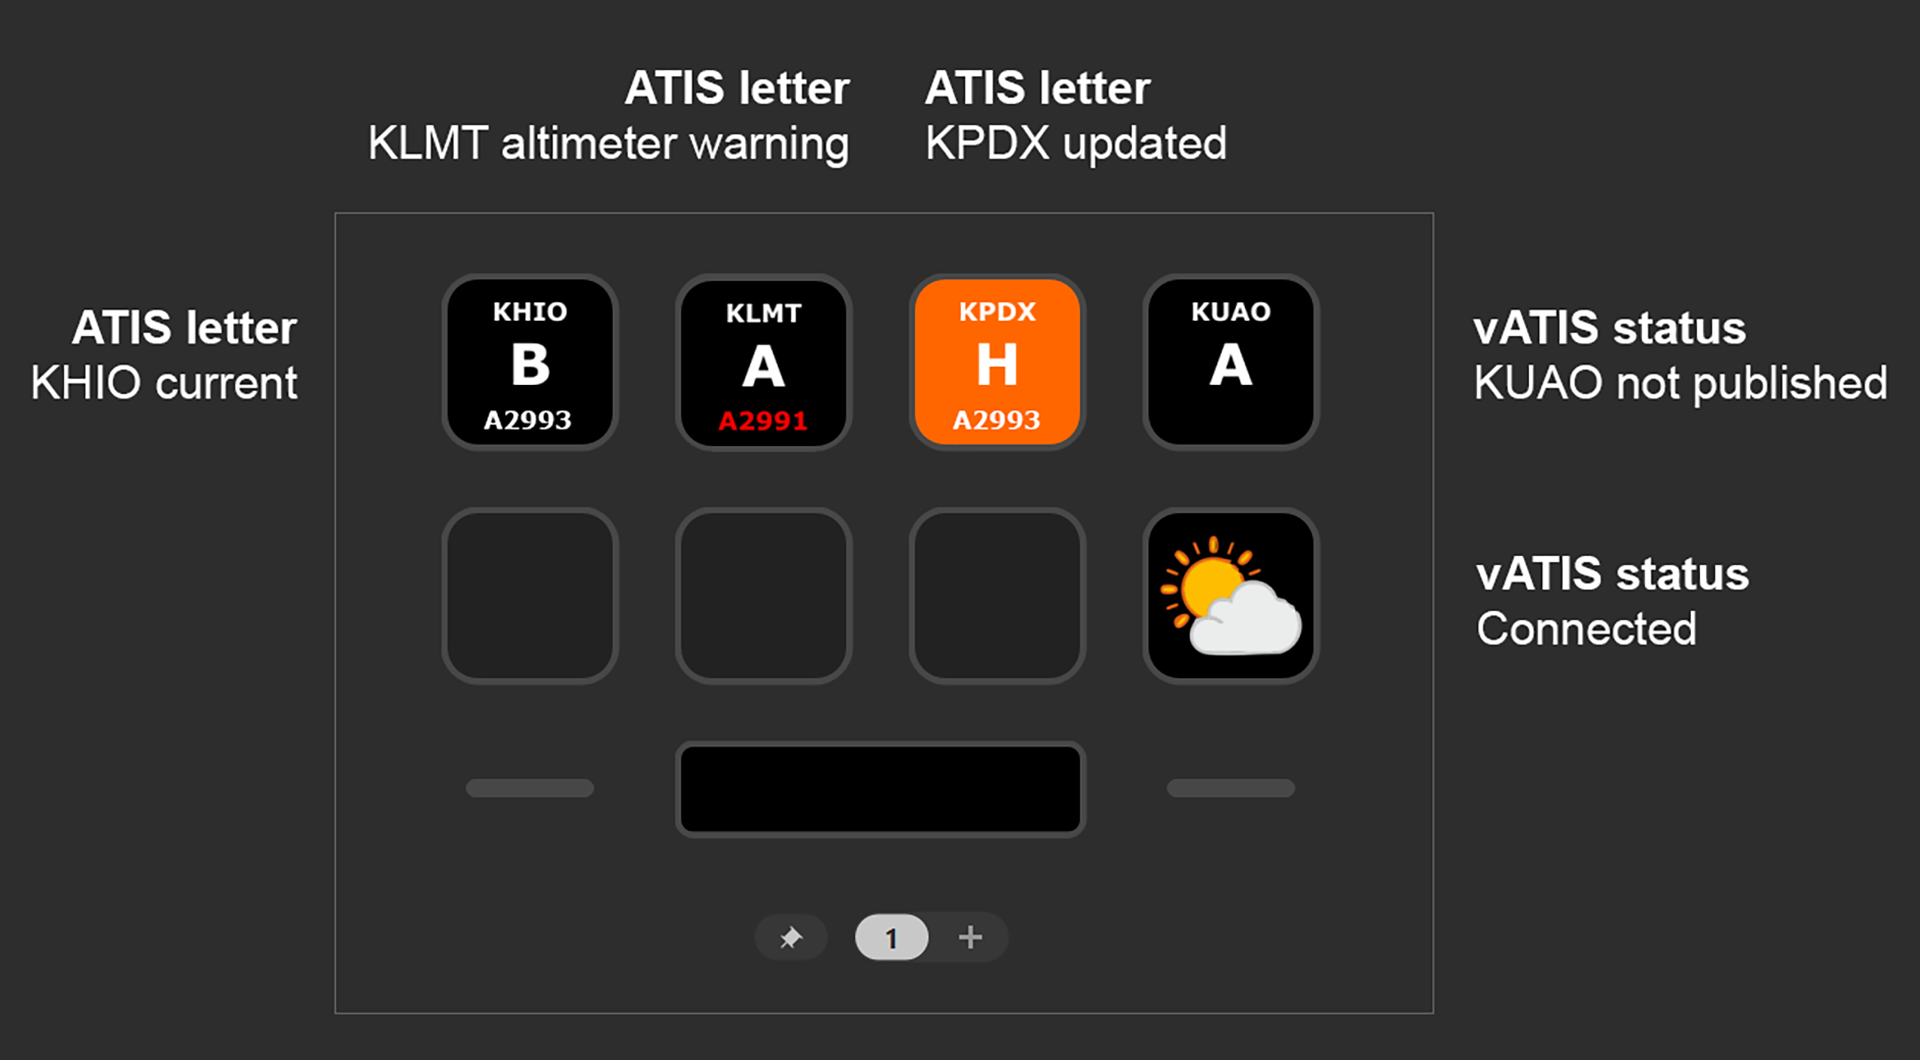 ATIS letter
KLMT altimeter warning
ATIS letter
KPDX updated
ATIS letter
KHIO current
KHIO
B
A2993
KLMT
A
A2991
KPDX
H
A2993
KUAO
A
vATIS status
KUAO not published
vATIS status
Connected
1
+